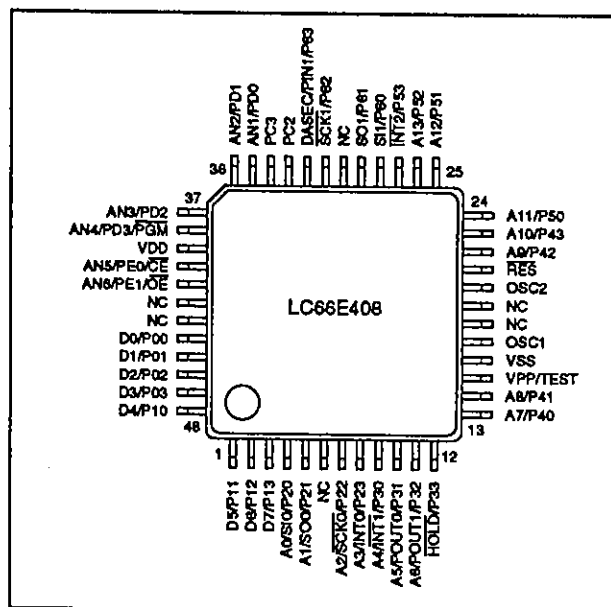 AN2/PD1
AN1/PD0
PC3
PC2
DASEC/PIN1/P63
SCK1/P62
NC
SO1/P61
SI1/P60
INT2/P53
A13/P52
A12/P51
36
25
37
24
AN3/PD2
AN4/PD3/PGM
VDD
AN5/PE0/CE
AN6/PE1/OE
NC
NC
D0/P00
D1/P01
D2/P02
D3/P03
D4/P10
LC66E408
A11/P50
A10/P43
A9/P42
RES
OSC2
NC
NC
OSC1
VSS
VPP/TEST
A8/P41
A7/P40
48
13
1
12
D5/P11
D6/P12
D7/P13
A0/SI0/P20
A1/SO0/P21
NC
A2/SCK0/P22
A3/INT0/P23
A4/INT1/P30
A5/POUT0/P31
A6/POUT1/P32
HOLD/P33